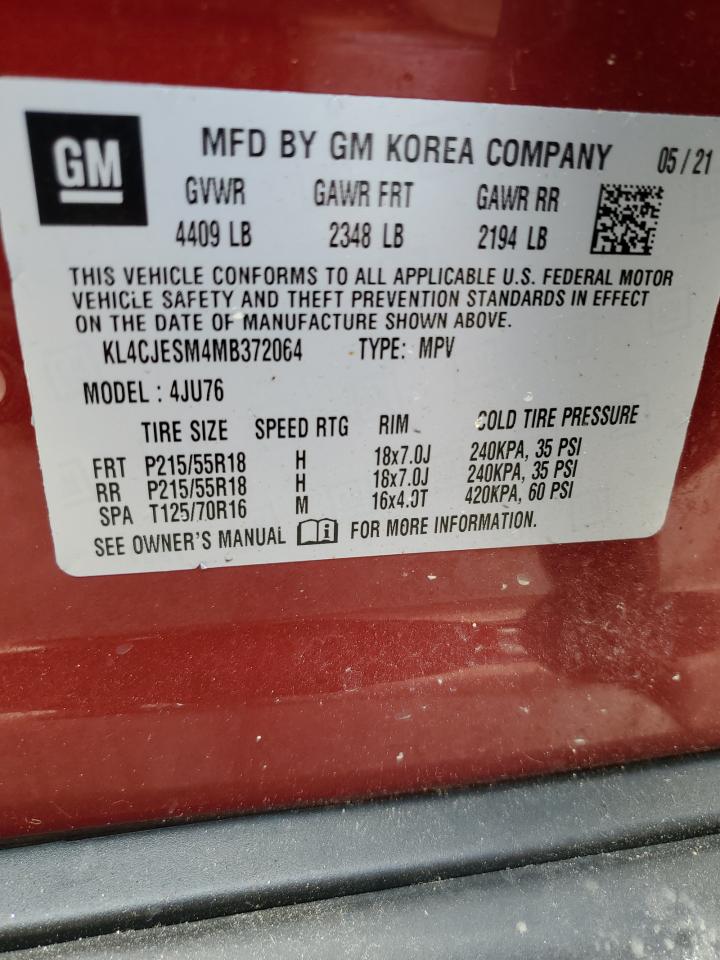 GM MFD BY GM KOREA COMPANY 05/21
GVWR GAWR FRT GAWR RR
4409 LB 2348 LB 2194 LB
THIS VEHICLE CONFORMS TO ALL APPLICABLE U.S. FEDERAL MOTOR
VEHICLE SAFETY AND THEFT PREVENTION STANDARDS IN EFFECT
ON THE DATE OF MANUFACTURE SHOWN ABOVE.
KL4CJESM4MB372064 TYPE: MPV
MODEL : 4JU76
TIRE SIZE SPEED RTG RIM COLD TIRE PRESSURE
FRT P215/55R18 H 18x7.0J 240KPA, 35 PSI
RR P215/55R18 H 18x7.0J 240KPA, 35 PSI
SPA T125/70R16 M 16x4.0T 420KPA, 60 PSI
SEE OWNER'S MANUAL i FOR MORE INFORMATION.